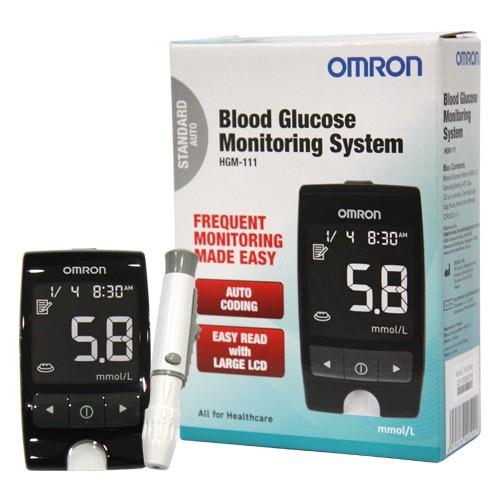 OMRON
STANDARD
AUTO
Blood Glucose
Monitoring System
HGM-111
FREQUENT
MONITORING
MADE EASY
AUTO
CODING
EASY READ
with
LARGE LCD
All for Healthcare
OMRON
1/ 4 8:30AM
5.8
mmol/L
mmol/L
OMRON
1/ 4 8:30AM
5.8
mmol/L
OMRON
Blood Glucose
Monitoring
System
HGM-111
Box Contents: